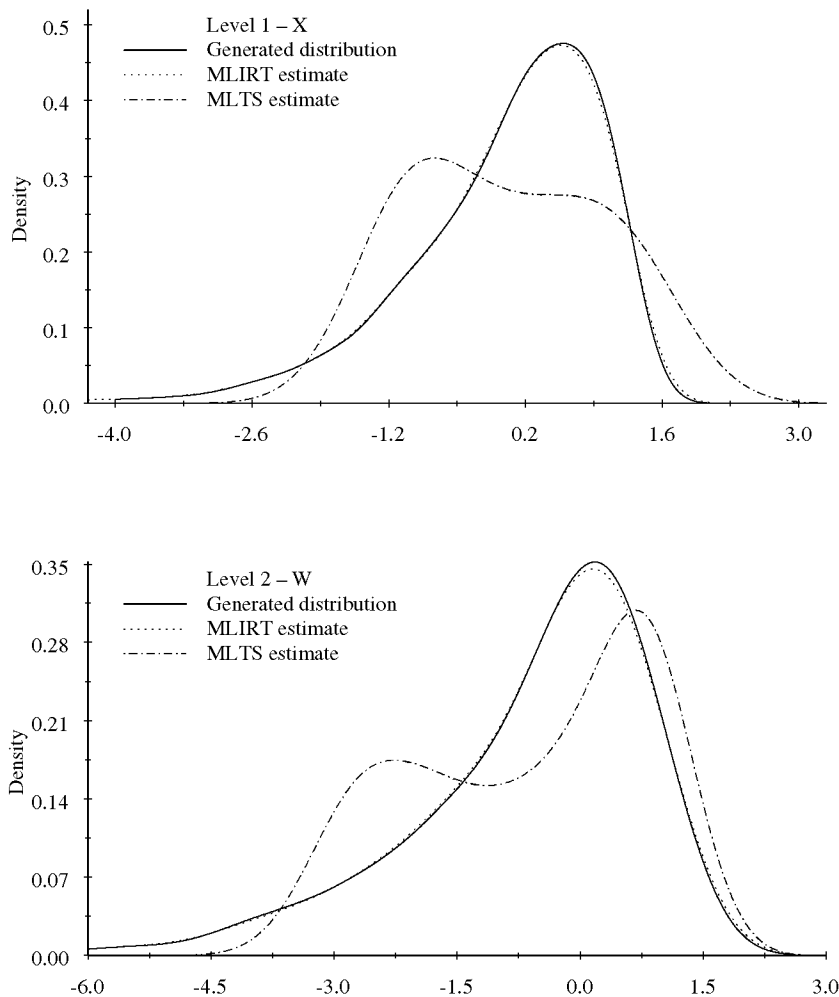 Level 1 – X
Generated distribution
MLIRT estimate
MLTS estimate
Density
0.5
0.4
0.3
0.2
0.1
0.0
-4.0 -2.6 -1.2 0.2 1.6 3.0
Level 2 – W
Generated distribution
MLIRT estimate
MLTS estimate
Density
0.35
0.28
0.21
0.14
0.07
0.00
-6.0 -4.5 -3.0 -1.5 0.0 1.5 3.0